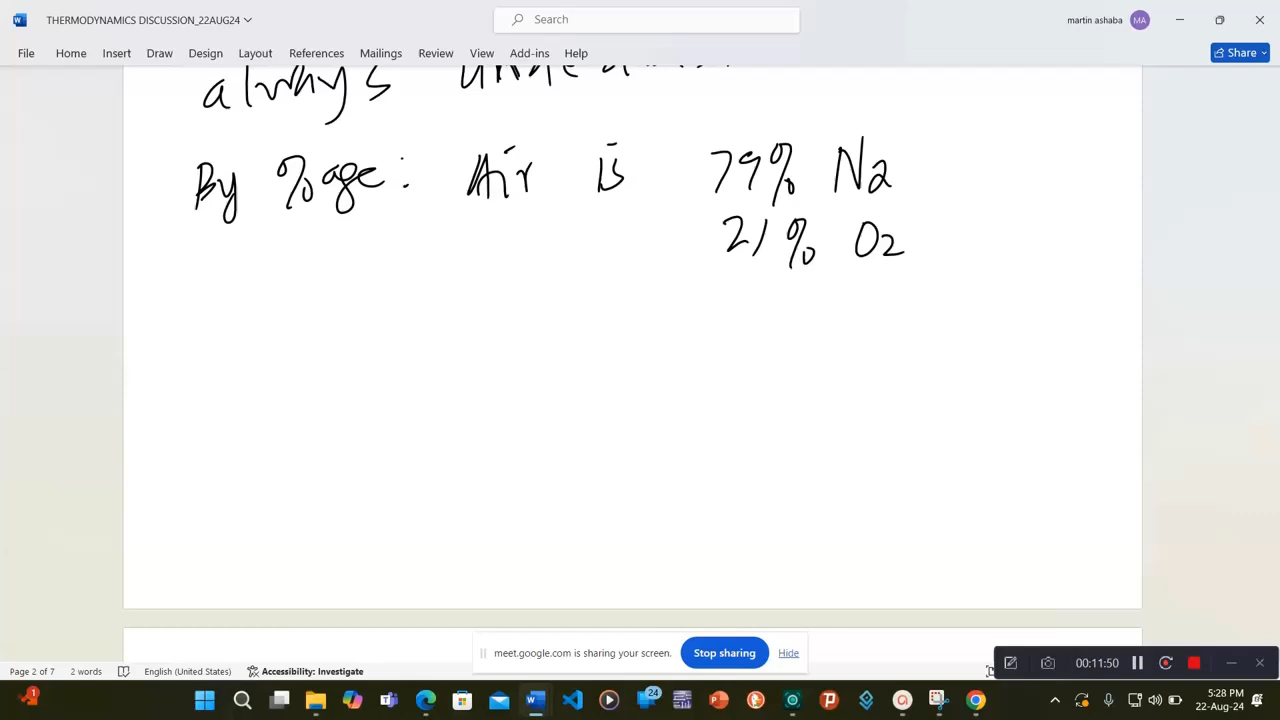 THERMODYNAMICS DISCUSSION_22AUG24
Search
martin ashaba MA
File Home Insert Draw Design Layout References Mailings Review View Add-ins Help
Share
always
By %age: Air is 79% N2
21% O2
meet.google.com is sharing your screen. Stop sharing Hide
Page 2 of 7 2 words English (United States) Accessibility: Investigate
00:11:50
1
24
5:28 PM
22-Aug-24